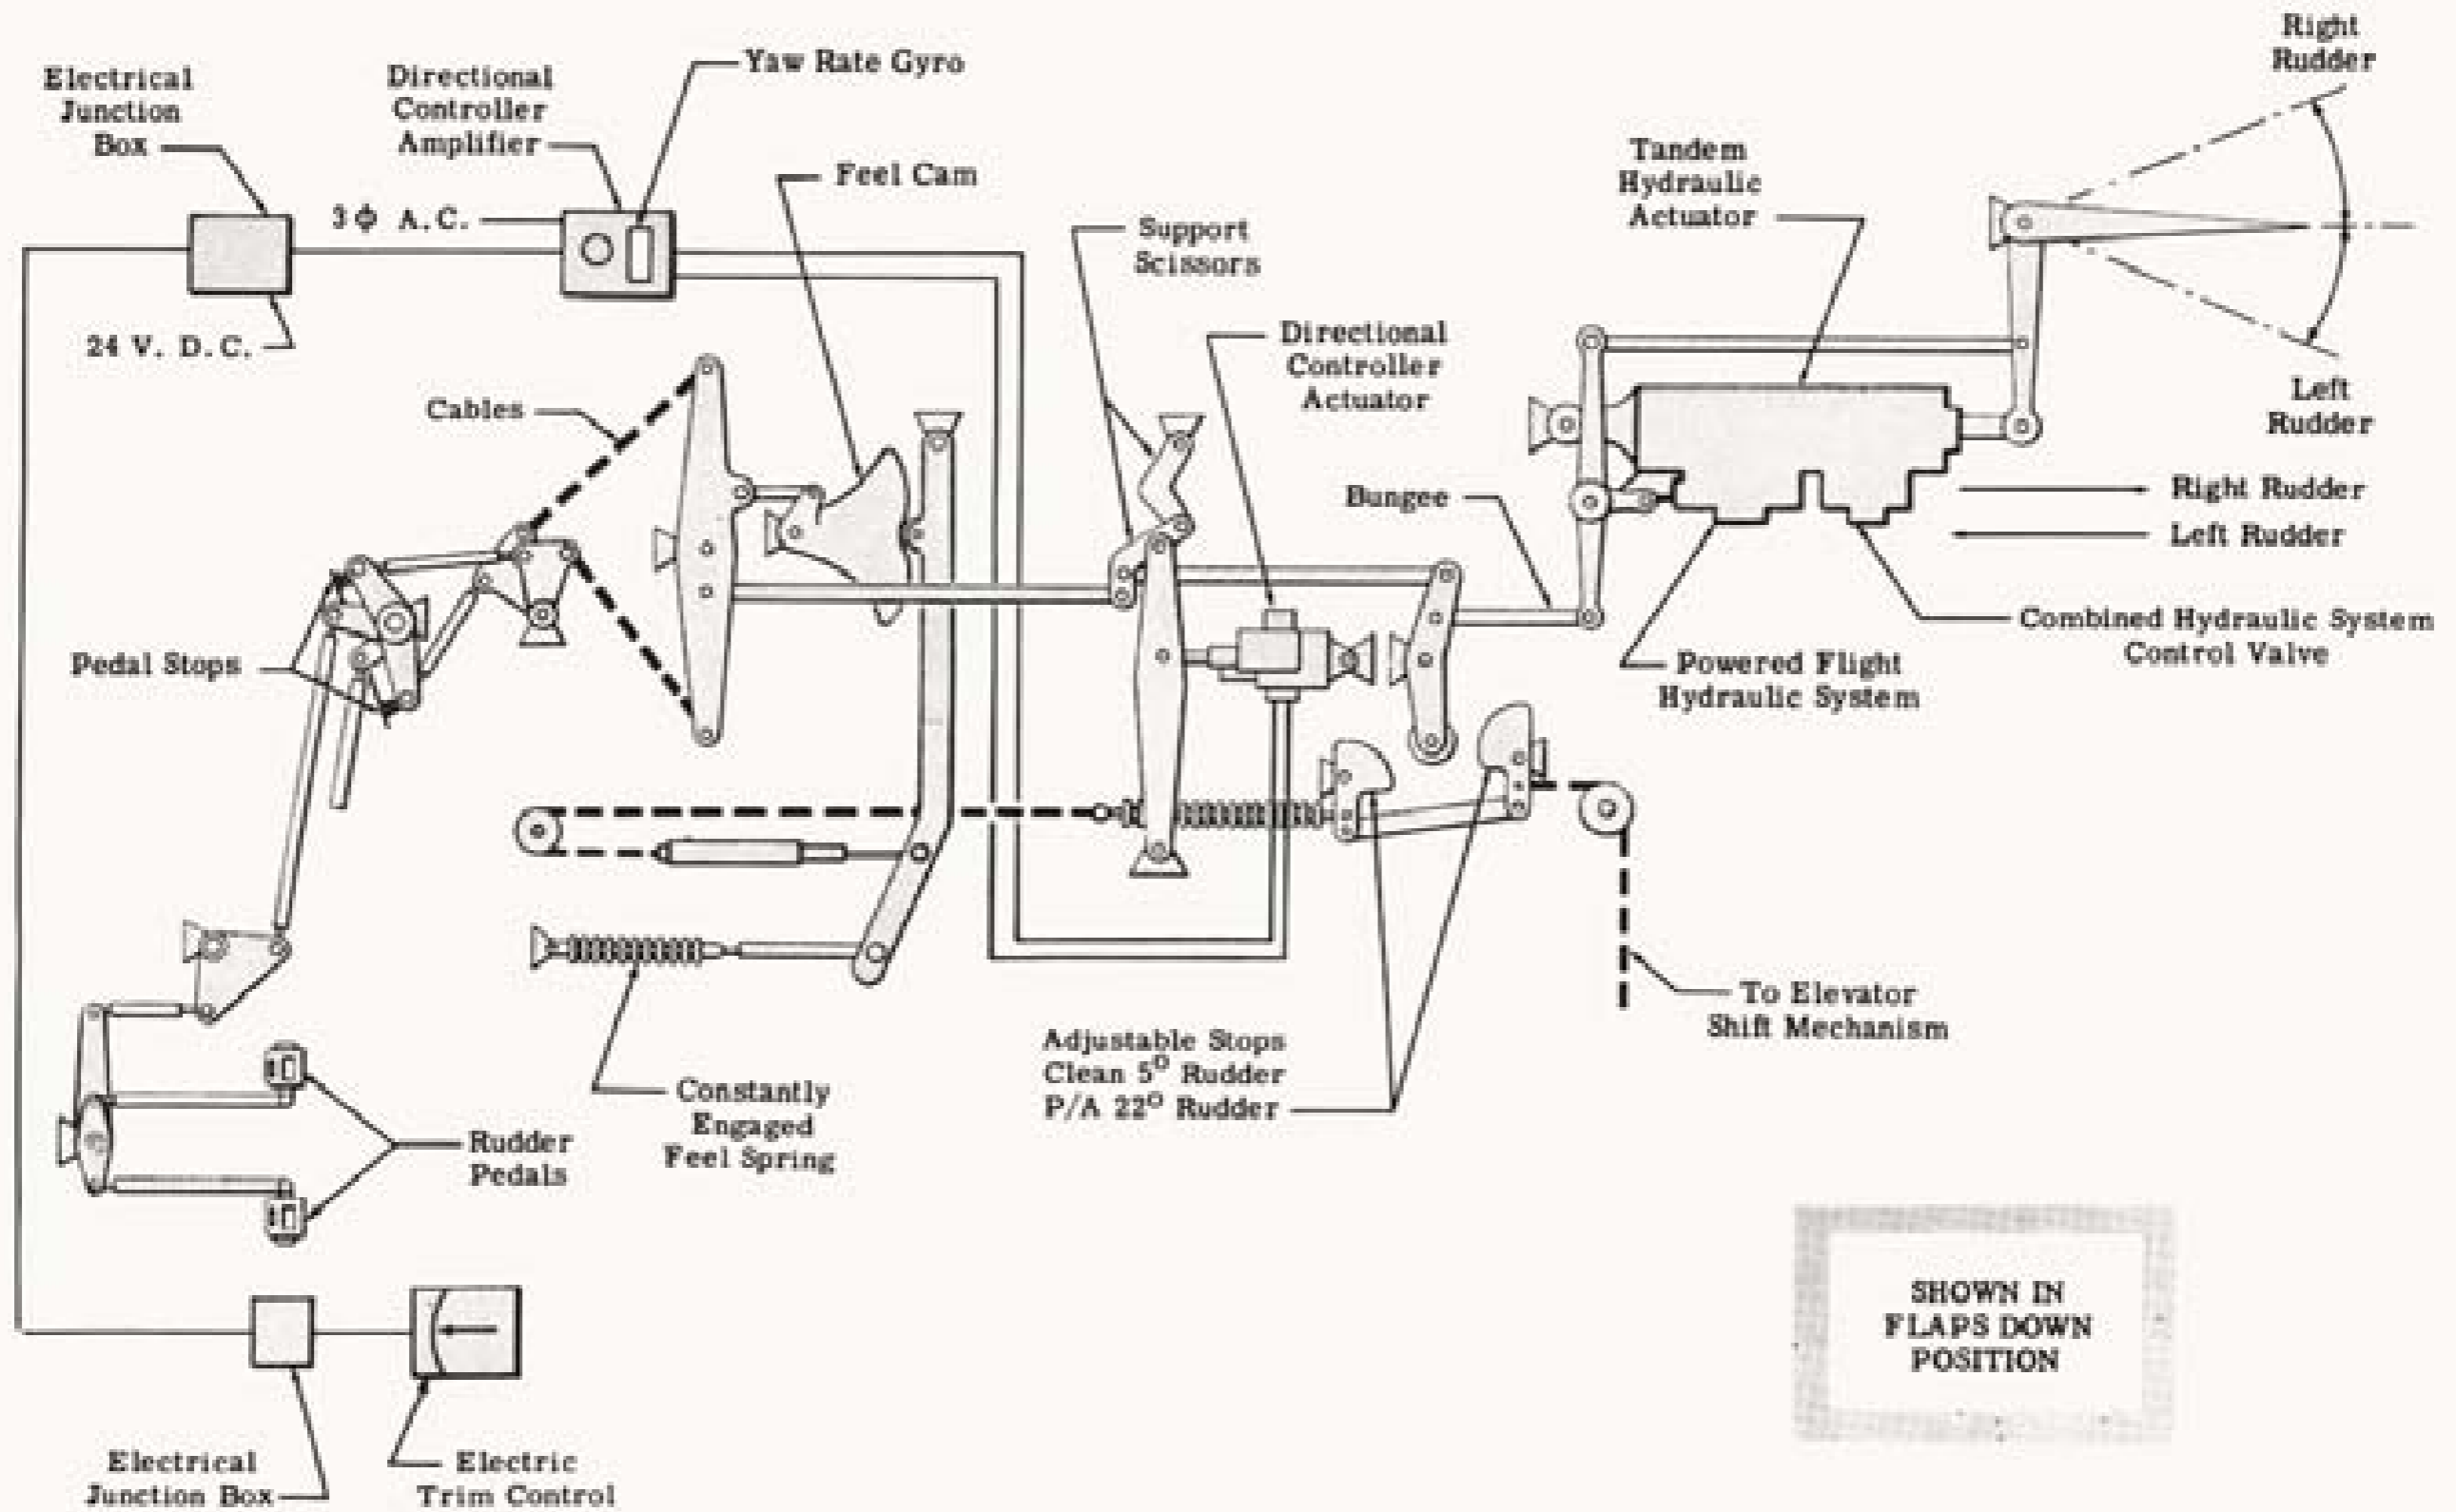 Electrical
Junction
Box
24 V. D.C.
Directional
Controller
Amplifier
3ϕ A.C.
Yaw Rate Gyro
Feel Cam
Cables
Support
Scissors
Directional
Controller
Actuator
Tandem
Hydraulic
Actuator
Right
Rudder
Left
Rudder
Bungee
Right Rudder
Left Rudder
Combined Hydraulic System
Control Valve
Powered Flight
Hydraulic System
Pedal Stops
To Elevator
Shift Mechanism
Adjustable Stops
Clean 5° Rudder
P/A 22° Rudder
Constantly
Engaged
Feel Spring
Rudder
Pedals
Electrical
Junction Box
Electric
Trim Control
SHOWN IN
FLAPS DOWN
POSITION